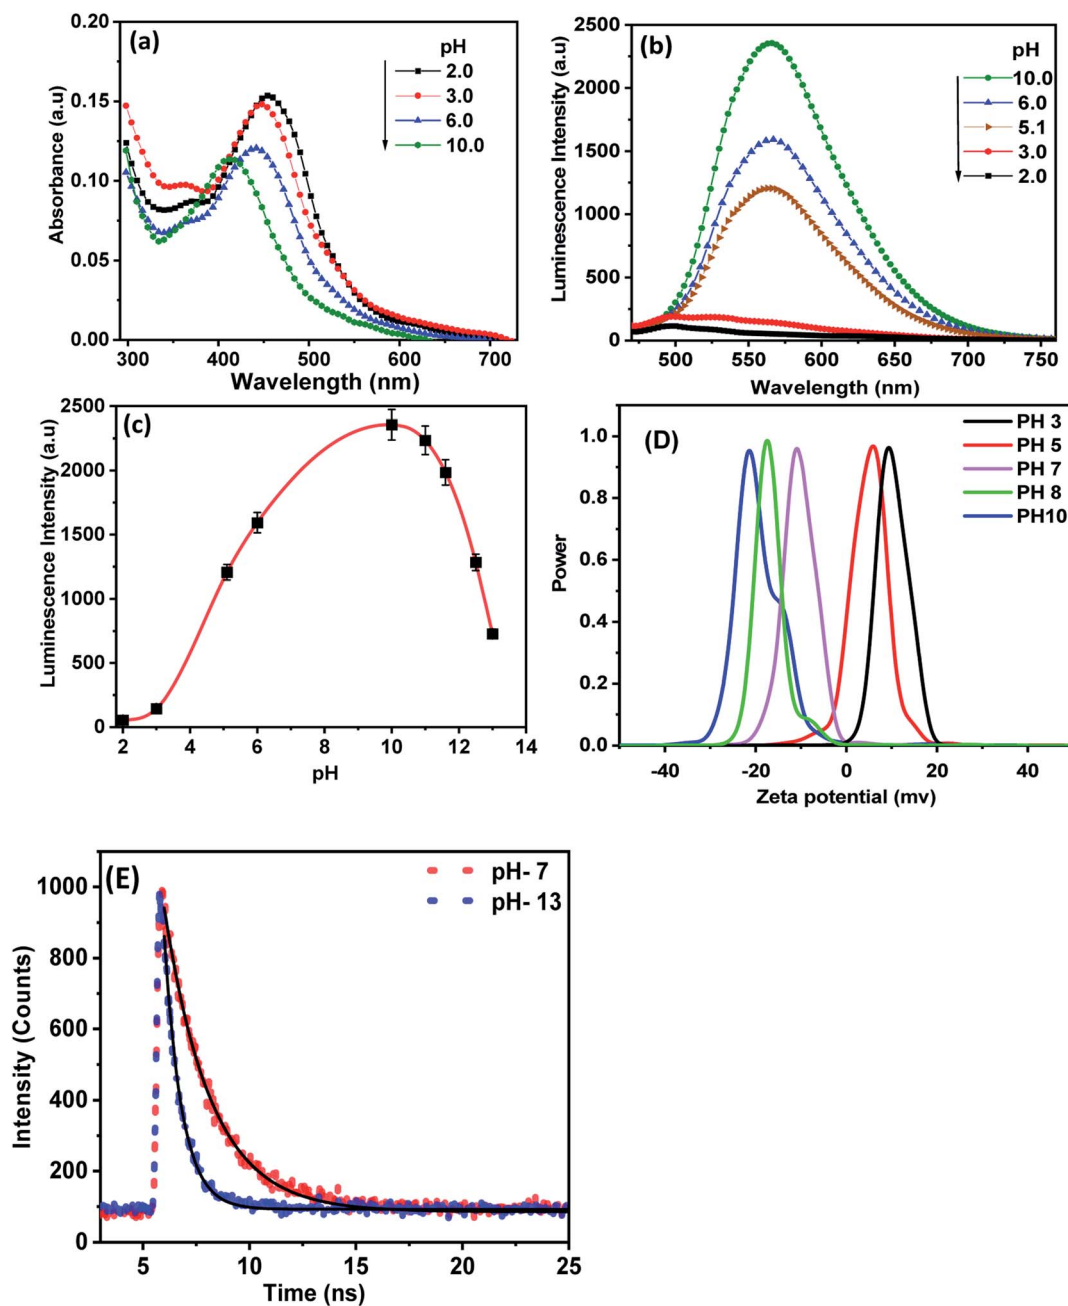 (a)
pH
2.0
3.0
6.0
10.0
0.20
0.15
0.10
0.05
0.00
Absorbance (a.u)
300 400 500 600 700
Wavelength (nm)
(b)
pH
10.0
6.0
5.1
3.0
2.0
2500
2000
1500
1000
500
0
Luminescence Intensity (a.u)
500 550 600 650 700 750
Wavelength (nm)
(c)
2500
2000
1500
1000
500
0
Luminescence Intensity (a.u)
2 4 6 8 10 12 14
pH
(D)
PH 3
PH 5
PH 7
PH 8
PH10
1.0
0.8
0.6
0.4
0.2
0.0
Power
-40 -20 0 20 40
Zeta potential (mv)
(E)
pH- 7
pH- 13
1000
800
600
400
200
0
Intensity (Counts)
5 10 15 20 25
Time (ns)